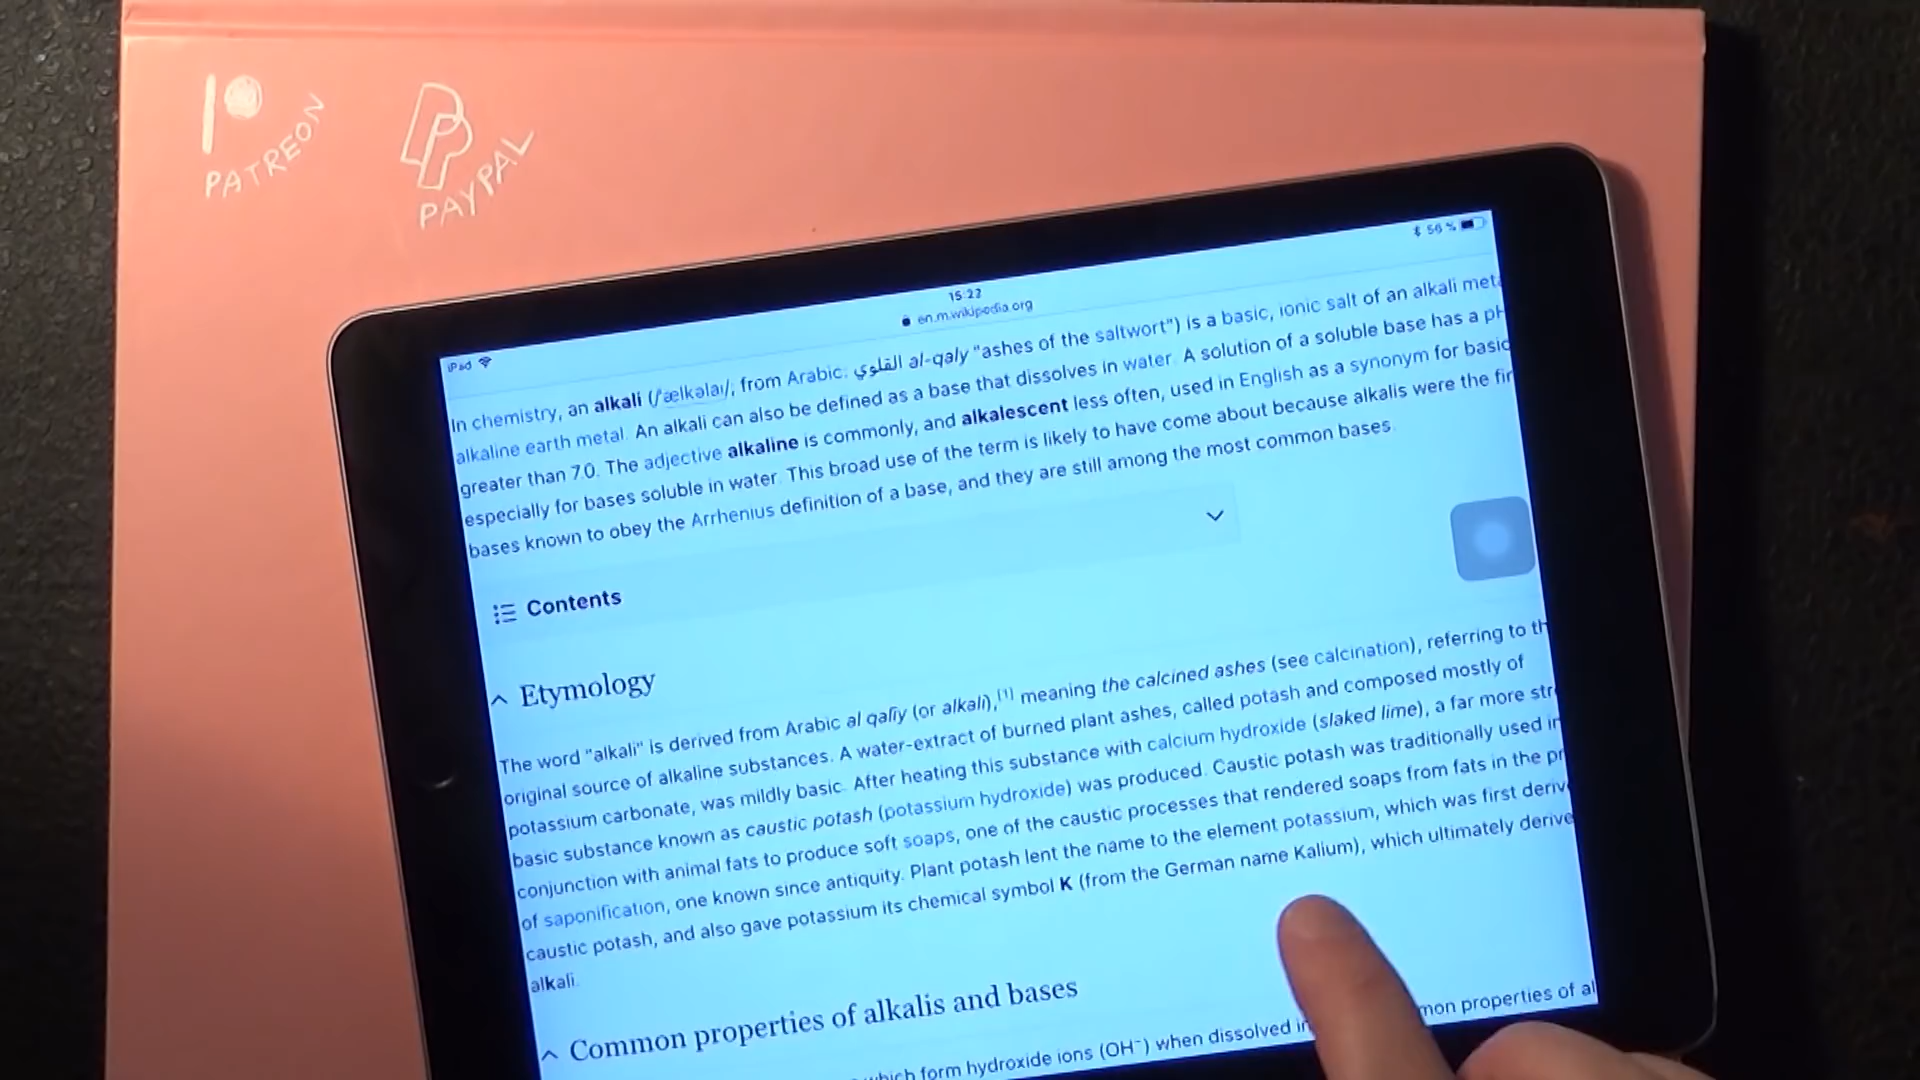 PATREON
PAYPAL
iPad
15:22
56 %
en.m.wikipedia.org
In chemistry, an alkali (/ˈælkəlaɪ/; from Arabic: القلوي al-qaly "ashes of the saltwort") is a basic, ionic salt of an alkali meta
alkaline earth metal. An alkali can also be defined as a base that dissolves in water. A solution of a soluble base has a pH
greater than 7.0. The adjective alkaline is commonly, and alkalescent less often, used in English as a synonym for basic
especially for bases soluble in water. This broad use of the term is likely to have come about because alkalis were the fir
bases known to obey the Arrhenius definition of a base, and they are still among the most common bases.
Contents
Etymology
The word "alkali" is derived from Arabic al qalīy (or alkali),[1] meaning the calcined ashes (see calcination), referring to th
original source of alkaline substances. A water-extract of burned plant ashes, called potash and composed mostly of
potassium carbonate, was mildly basic. After heating this substance with calcium hydroxide (slaked lime), a far more str
basic substance known as caustic potash (potassium hydroxide) was produced. Caustic potash was traditionally used in
conjunction with animal fats to produce soft soaps, one of the caustic processes that rendered soaps from fats in the pr
of saponification, one known since antiquity. Plant potash lent the name to the element potassium, which was first deriv
caustic potash, and also gave potassium its chemical symbol K (from the German name Kalium), which ultimately derive
alkali.
Common properties of alkalis and bases
which form hydroxide ions (OH⁻) when dissolved in mon properties of al